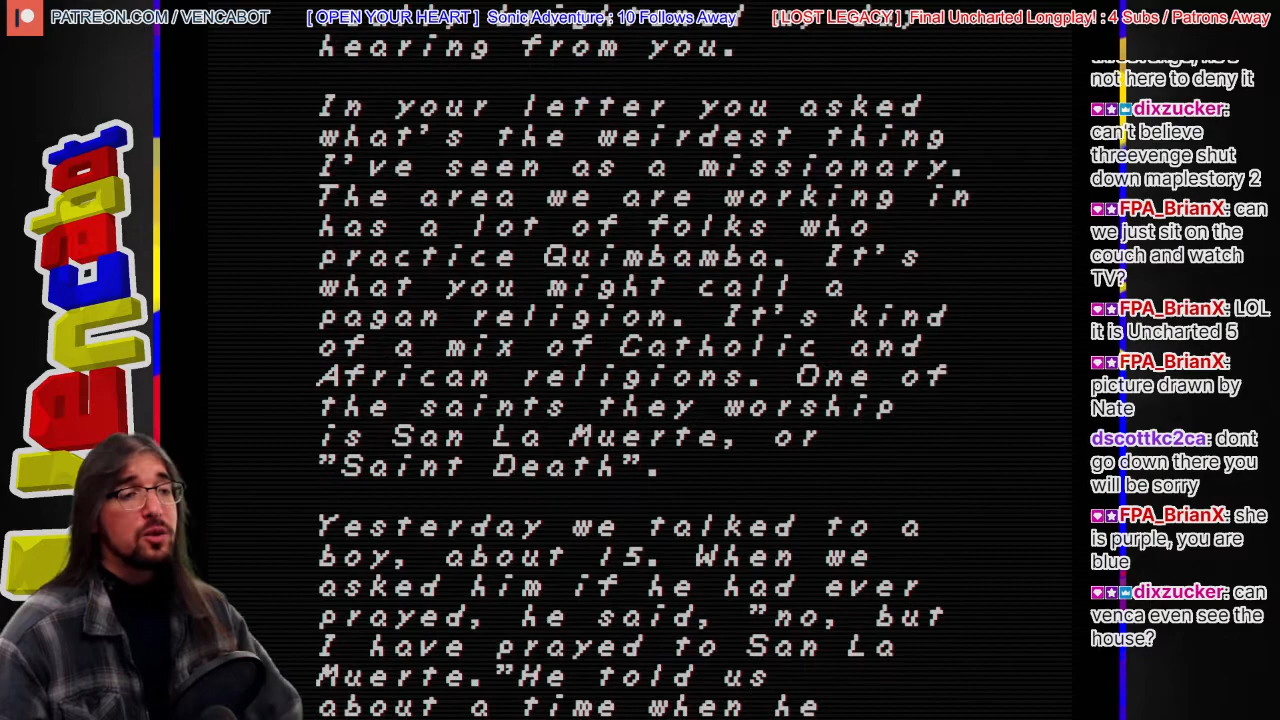 PATREON.COM / VENCABOT
[ OPEN YOUR HEART ] Sonic Adventure : 10 Follows Away
[ LOST LEGACY ] Final Uncharted Longplay! : 4 Subs / Patrons Away
hearing from you.
In your letter you asked
what's the weirdest thing
I've seen as a missionary.
The area we are working in
has a lot of folks who
practice Quimbamba. It's
what you might call a
pagan religion. It's kind
of a mix of Catholic and
African religions. One of
the saints they worship
is San La Muerte, or
"Saint Death".
Yesterday we talked to a
boy, about 15. When we
asked him if he had ever
prayed, he said, "no, but
I have prayed to San La
Muerte."He told us
about a time when he
not here to deny it
dixzucker:
can't believe
threevenge shut
down maplestory 2
FPA_BrianX: can
we just sit on the
couch and watch
TV?
FPA_BrianX: LOL
it is Uncharted 5
FPA_BrianX:
picture drawn by
Nate
dscottkc2ca: dont
go down there you
will be sorry
FPA_BrianX: she
is purple, you are
blue
dixzucker: can
venca even see the
house?